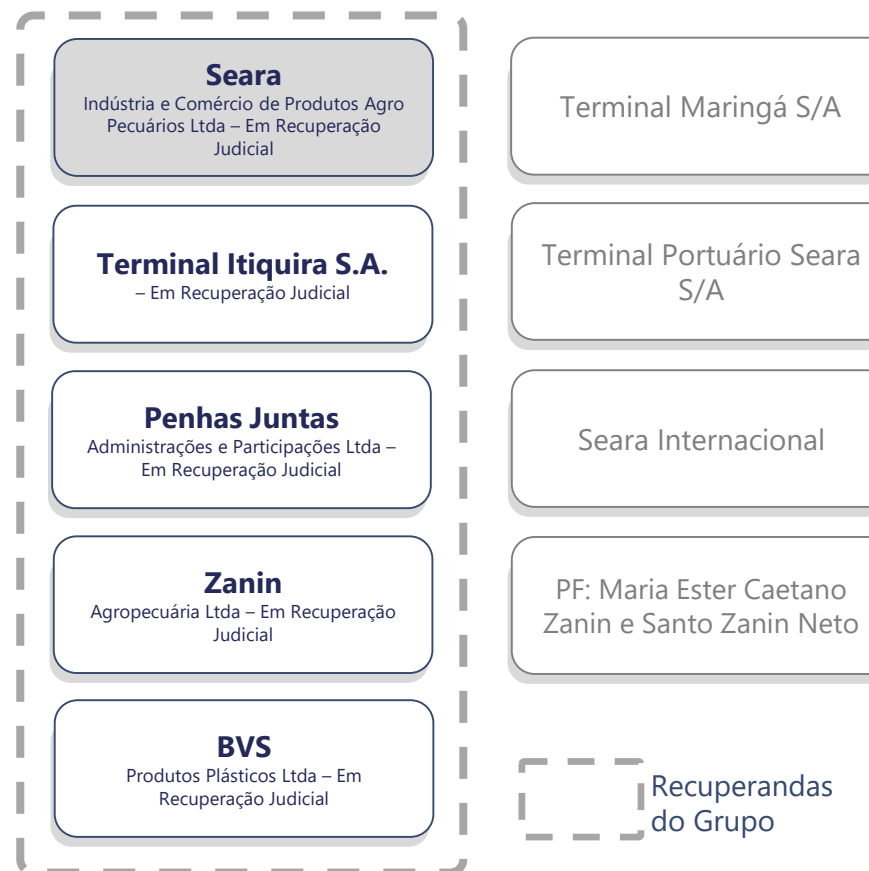 Seara
Indústria e Comércio de Produtos Agro
Pecuários Ltda – Em Recuperação
Judicial
Terminal Itiquira S.A.
– Em Recuperação Judicial
Penhas Juntas
Administrações e Participações Ltda –
Em Recuperação Judicial
Zanin
Agropecuária Ltda – Em Recuperação
Judicial
BVS
Produtos Plásticos Ltda – Em
Recuperação Judicial
Terminal Maringá S/A
Terminal Portuário Seara
S/A
Seara Internacional
PF: Maria Ester Caetano
Zanin e Santo Zanin Neto
Recuperandas
do Grupo